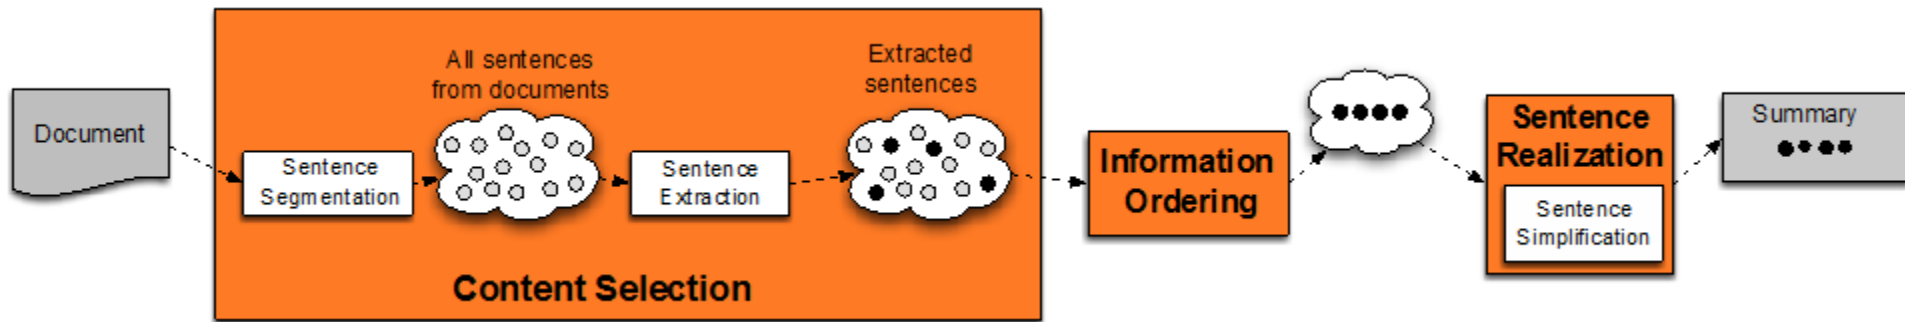 Document
Sentence
Segmentation
All sentences
from documents
Sentence
Extraction
Extracted
sentences
Content Selection
Information
Ordering
Sentence
Realization
Sentence
Simplification
Summary